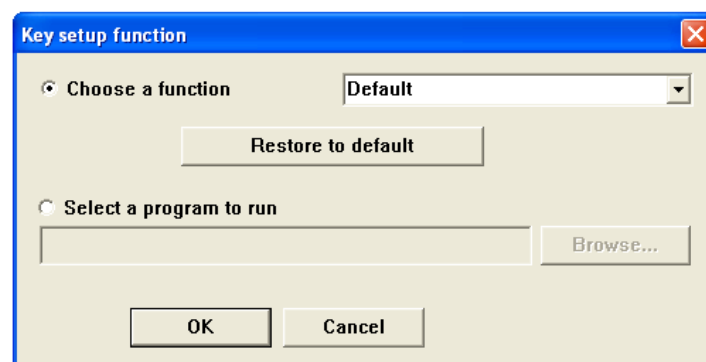 Key setup function
Choose a function Default
Restore to default
Select a program to run
Browse...
OK Cancel